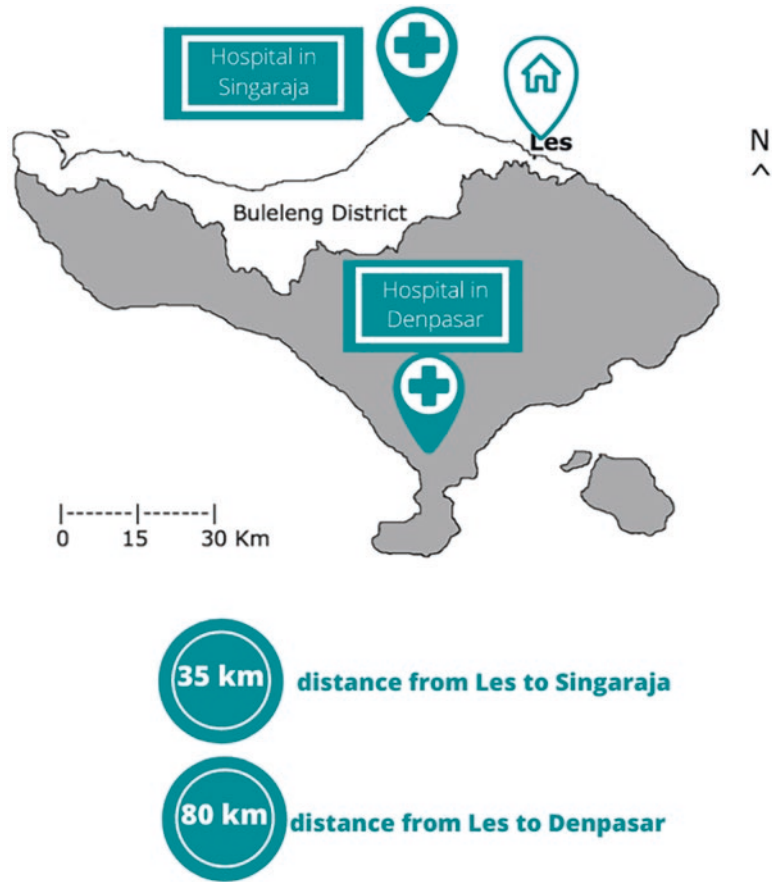 Hospital in
Singaraja
Les
N
^
Buleleng District
Hospital in
Denpasar
|-------|-------|
0 15 30 Km
35 km distance from Les to Singaraja
80 km distance from Les to Denpasar